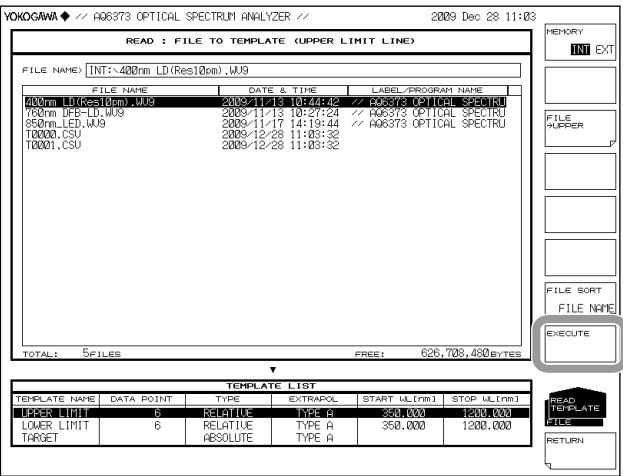 YOKOGAWA ◆ // AQ6373 OPTICAL SPECTRUM ANALYZER // 2009 Dec 28 11:03
READ : FILE TO TEMPLATE (UPPER LIMIT LINE)
FILE NAME> INT:\400nm LD(Res10pm).WV9
FILE NAME DATE & TIME LABEL/PROGRAM NAME
400nm LD(Res10pm).WV9 2009/11/13 10:44:42 // AQ6373 OPTICAL SPECTRU
760nm DFB-LD.WV9 2009/11/13 10:27:24 // AQ6373 OPTICAL SPECTRU
850nm_LED.WV9 2009/11/17 14:19:44 // AQ6373 OPTICAL SPECTRU
T0000.CSV 2009/12/28 11:03:32
T0001.CSV 2009/12/28 11:03:32
TOTAL: 5FILES FREE: 626,708,480BYTES
TEMPLATE LIST
TEMPLATE NAME DATA POINT TYPE EXTRAPOL START WL[nm] STOP WL[nm]
UPPER LIMIT 6 RELATIVE TYPE A 350.000 1200.000
LOWER LIMIT 6 RELATIVE TYPE A 350.000 1200.000
TARGET ABSOLUTE TYPE A
MEMORY
INT EXT
FILE
→UPPER
FILE SORT
FILE NAME
EXECUTE
READ
TEMPLATE
FILE
RETURN